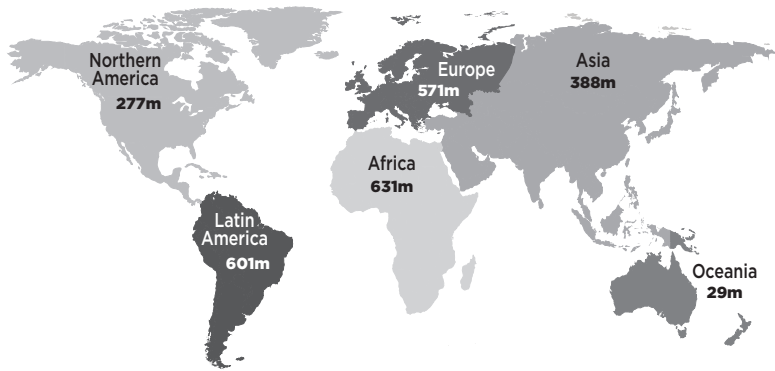 Northern
America
277m
Europe
571m
Asia
388m
Africa
631m
Latin
America
601m
Oceania
29m